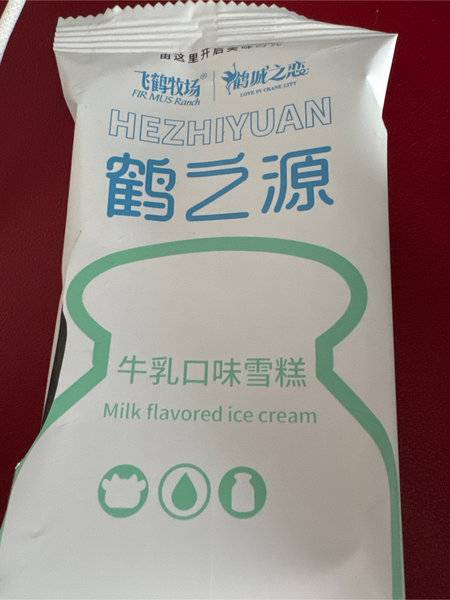 由这里开启美味时光
飞鹤牧场® 鹤城之恋
FIR MUS Ranch LOVE IN CRANE CITY
HEZHIYUAN
鹤之源
牛乳口味雪糕
Milk flavored ice cream